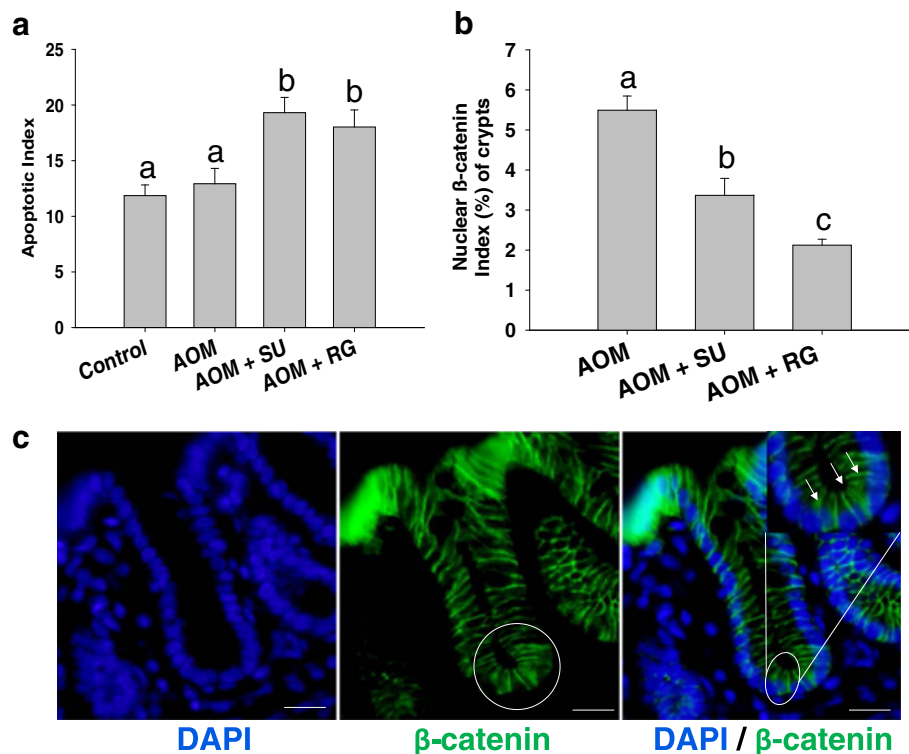 a
Apoptotic Index
25
20
15
10
5
0
a
a
b
b
Control
AOM
AOM + SU
AOM + RG
b
Nuclear ß-catenin
Index (%) of crypts
7
6
5
4
3
2
1
0
a
b
c
AOM
AOM + SU
AOM + RG
c
DAPI
β-catenin
DAPI / β-catenin